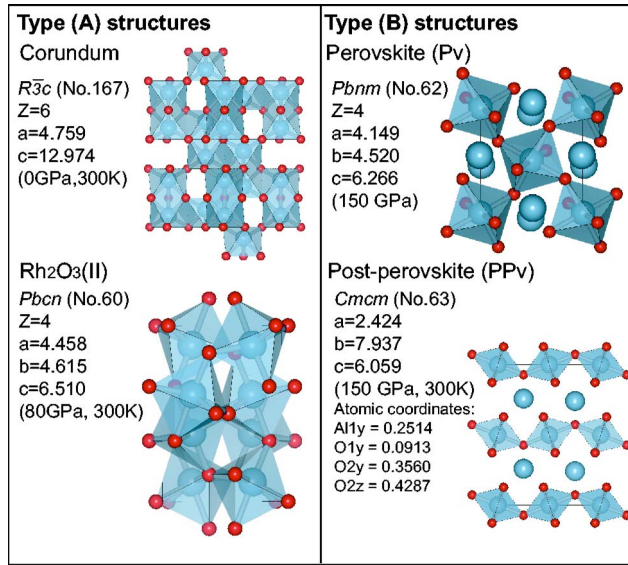 Type (A) structures
Corundum
R3̅c (No.167)
Z=6
a=4.759
c=12.974
(0GPa,300K)
Rh2O3(II)
Pbcn (No.60)
Z=4
a=4.458
b=4.615
c=6.510
(80GPa, 300K)
Type (B) structures
Perovskite (Pv)
Pbnm (No.62)
Z=4
a=4.149
b=4.520
c=6.266
(150 GPa)
Post-perovskite (PPv)
Cmcm (No.63)
a=2.424
b=7.937
c=6.059
(150 GPa, 300K)
Atomic coordinates:
Al1y = 0.2514
O1y = 0.0913
O2y = 0.3560
O2z = 0.4287